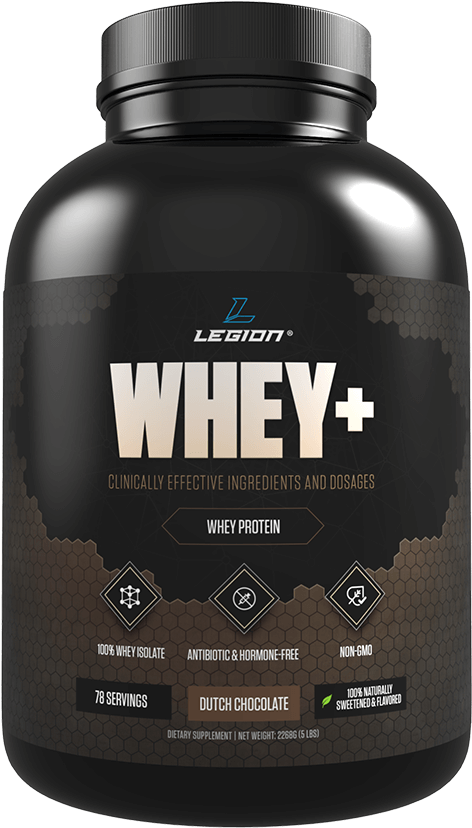 LEGION®
WHEY+
CLINICALLY EFFECTIVE INGREDIENTS AND DOSAGES
WHEY PROTEIN
100% WHEY ISOLATE
ANTIBIOTIC & HORMONE-FREE
NON-GMO
78 SERVINGS
DUTCH CHOCOLATE
100% NATURALLY
SWEETENED & FLAVORED
DIETARY SUPPLEMENT | NET WEIGHT: 2268G (5 LBS)